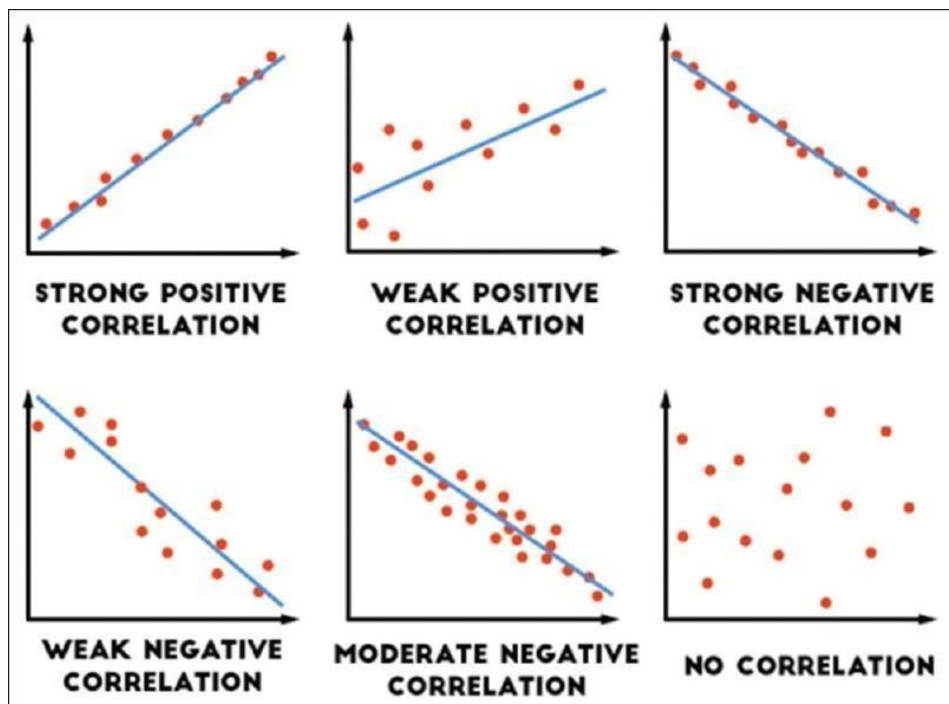 STRONG POSITIVE
CORRELATION
WEAK POSITIVE
CORRELATION
STRONG NEGATIVE
CORRELATION
WEAK NEGATIVE
CORRELATION
MODERATE NEGATIVE
CORRELATION
NO CORRELATION